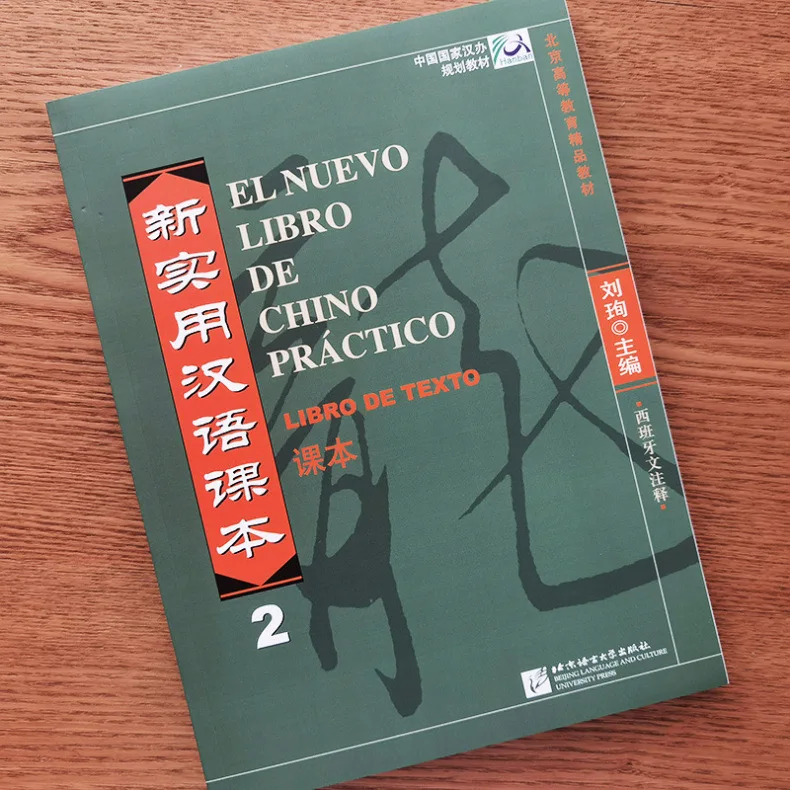 中国国家汉办
规划教材
Hanban
北京高等教育精品教材
新实用汉语课本
EL NUEVO
LIBRO
DE
CHINO
PRÁCTICO
LIBRO DE TEXTO
课本
刘珣◎主编
·西班牙文注释·
2
北京语言大学出版社
BEIJING LANGUAGE AND CULTURE
UNIVERSITY PRESS